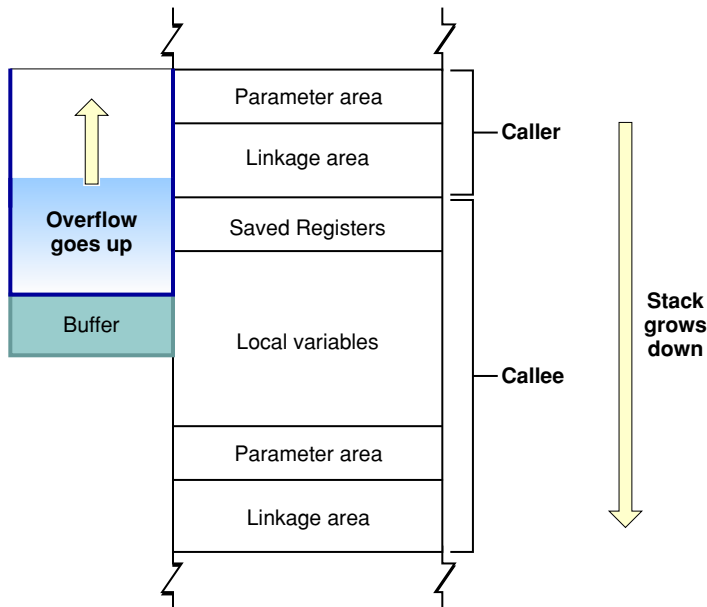 Parameter area
Caller
Linkage area
Overflow
goes up
Saved Registers
Buffer
Local variables
Stack
grows
down
Callee
Parameter area
Linkage area